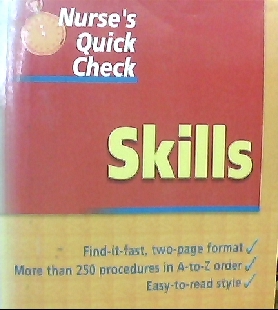 Nurse's
Quick
Check
Skills
Find-it-fast, two-page format ✓
More than 250 procedures in A-to-Z order ✓
Easy-to-read style ✓